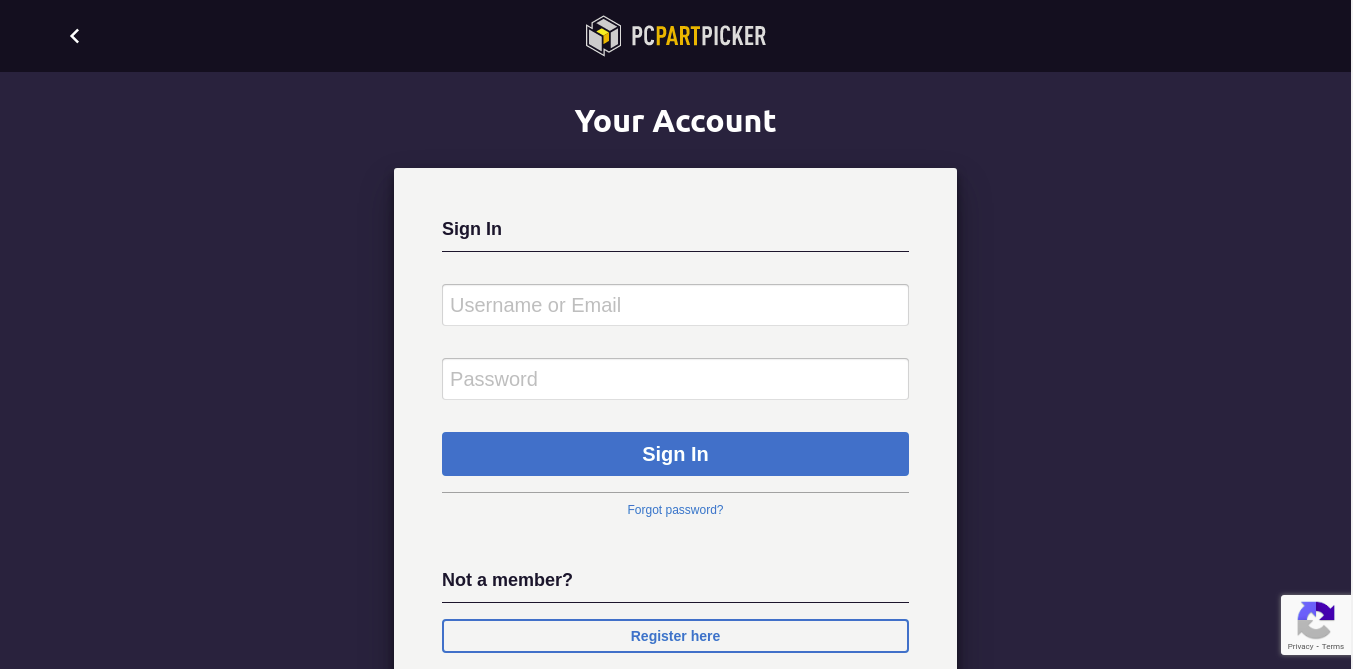 PCPARTPICKER
Your Account
Sign In
Username or Email
Password
Sign In
Forgot password?
Not a member?
Register here
Privacy - Terms